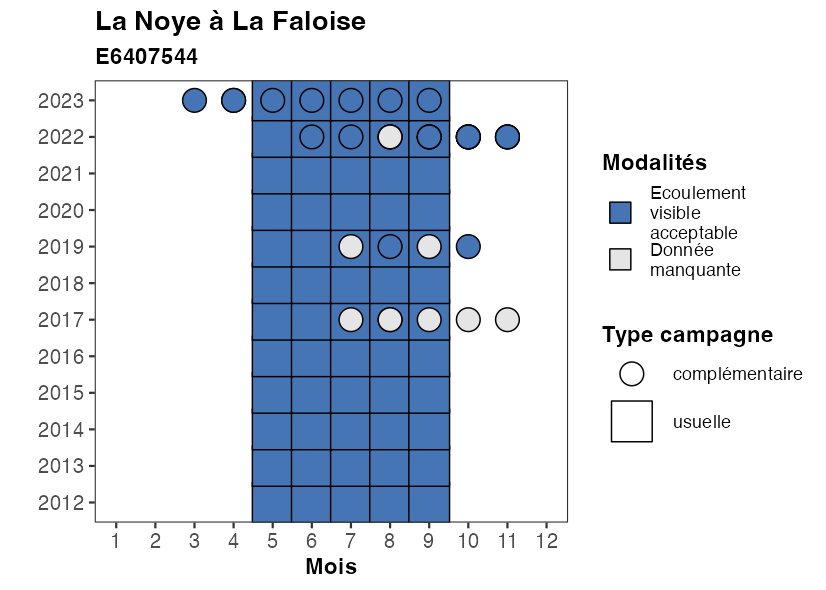 La Noye à La Faloise
E6407544
2023
2022
2021
2020
2019
2018
2017
2016
2015
2014
2013
2012
1 2 3 4 5 6 7 8 9 10 11 12
Mois
Modalités
Ecoulement
visible
acceptable
Donnée
manquante
Type campagne
complémentaire
usuelle